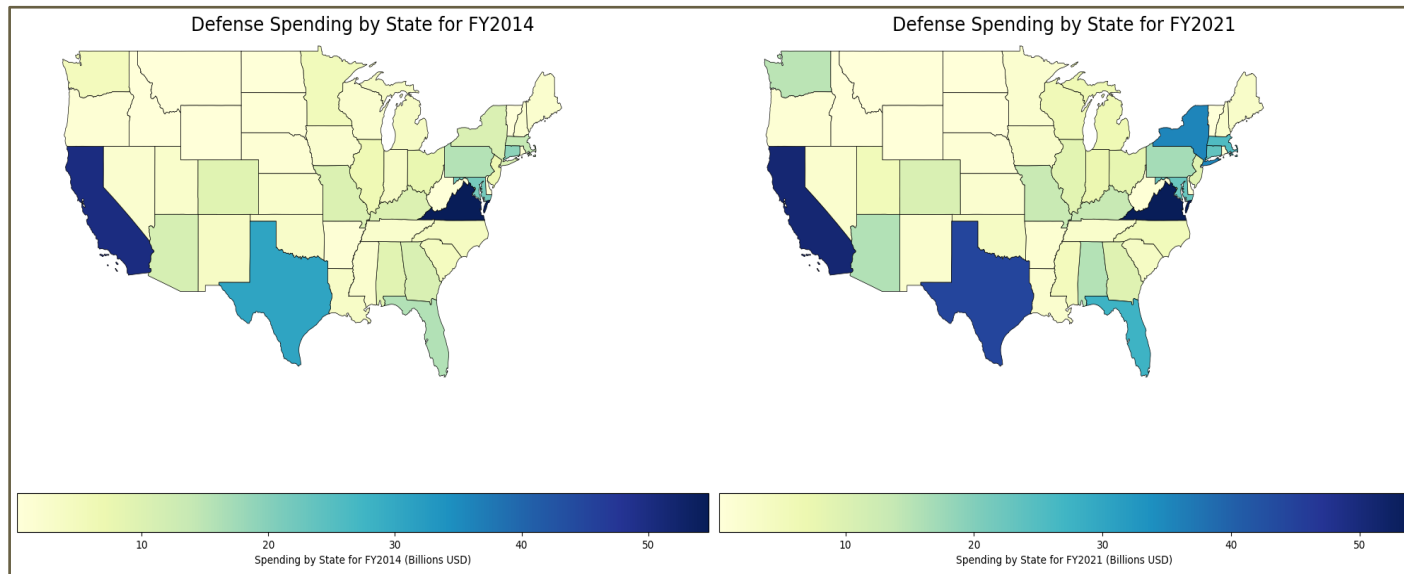 Defense Spending by State for FY2014
Defense Spending by State for FY2021
10 20 30 40 50
Spending by State for FY2014 (Billions USD)
10 20 30 40 50
Spending by State for FY2021 (Billions USD)